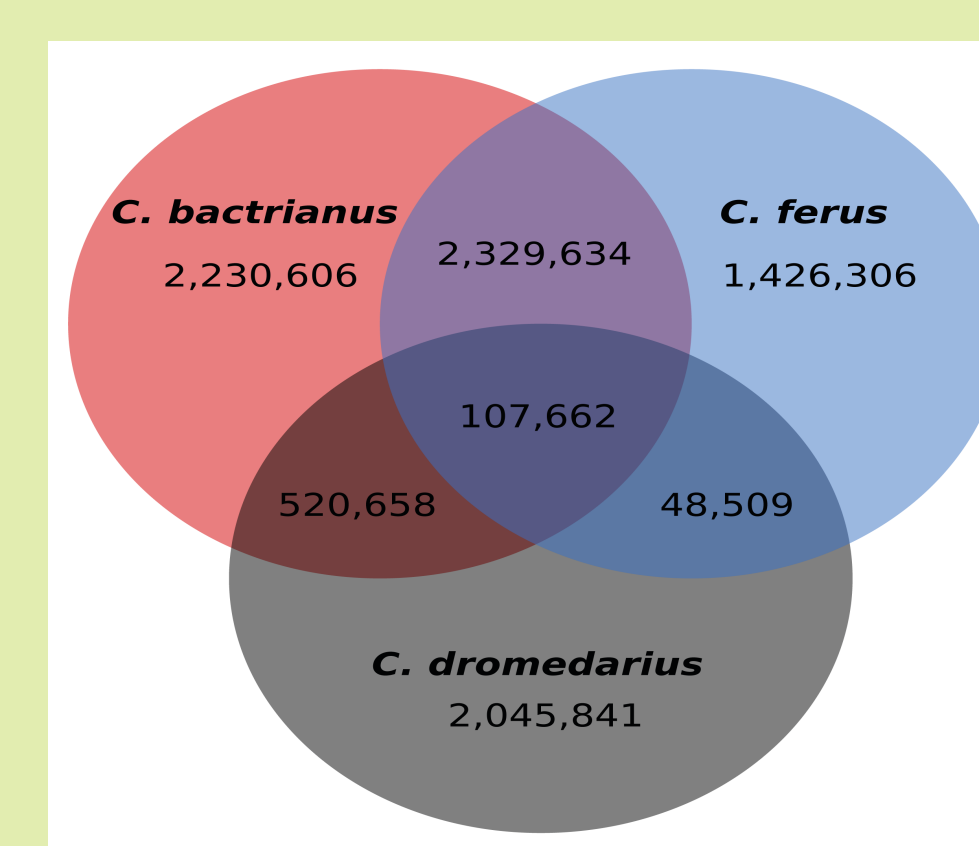 C. bactrianus
2,230,606
2,329,634
C. ferus
1,426,306
107,662
520,658
48,509
C. dromedarius
2,045,841